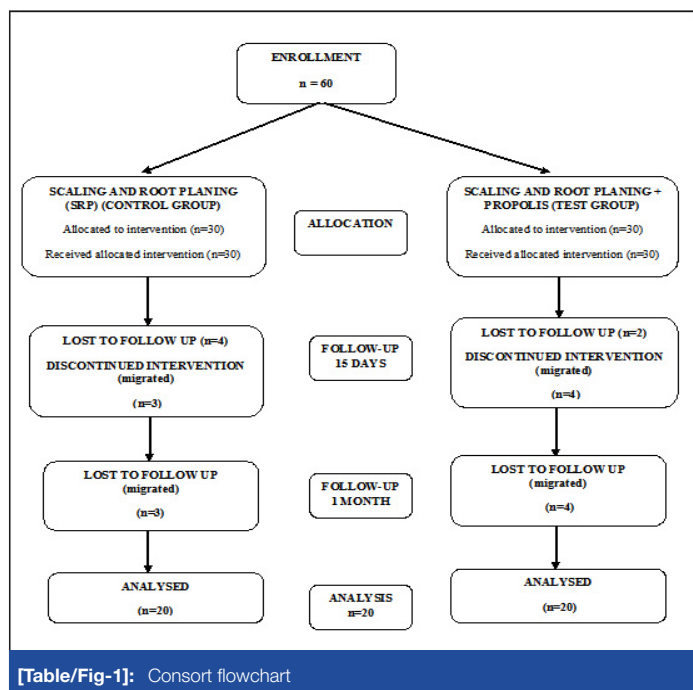 ENROLLMENT
n = 60
SCALING AND ROOT PLANING
(SRP) (CONTROL GROUP)
Allocated to intervention (n=30)
Received allocated intervention (n=30)
ALLOCATION
SCALING AND ROOT PLANING +
PROPOLIS (TEST GROUP)
Allocated to intervention (n=30)
Received allocated intervention (n=30)
LOST TO FOLLOW UP (n=4)
DISCONTINUED INTERVENTION
(migrated)
(n=3)
FOLLOW-UP
15 DAYS
LOST TO FOLLOW UP (n=2)
DISCONTINUED INTERVENTION
(migrated)
(n=4)
LOST TO FOLLOW UP
(migrated)
(n=3)
FOLLOW-UP
1 MONTH
LOST TO FOLLOW UP
(migrated)
(n=4)
ANALYSED
(n=20)
ANALYSIS
n=20
ANALYSED
(n=20)
[Table/Fig-1]: Consort flowchart